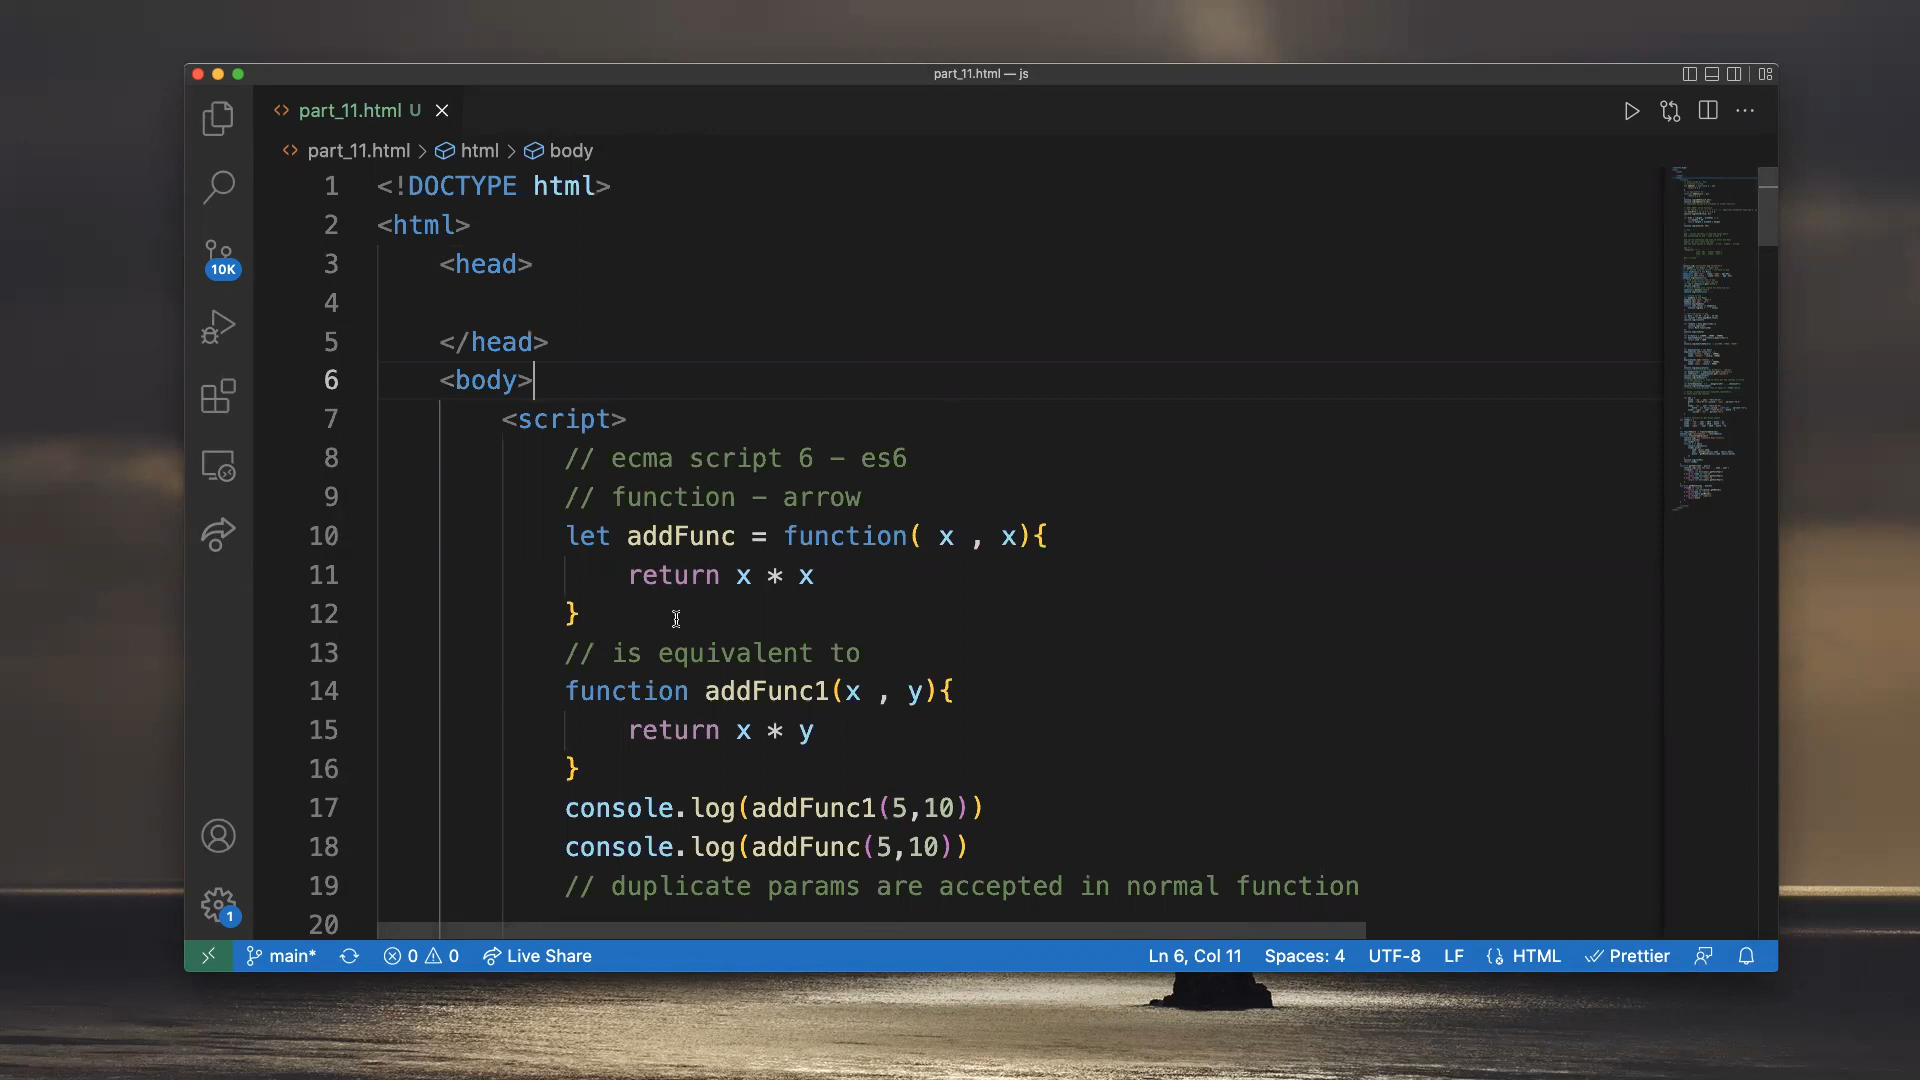 part_11.html — js
part_11.html U
part_11.html > html > body
1 <!DOCTYPE html>
2 <html>
3 <head>
4
5 </head>
6 <body>
7 <script>
8 // ecma script 6 - es6
9 // function - arrow
10 let addFunc = function( x , x){
11 return x * x
12 }
13 // is equivalent to
14 function addFunc1(x , y){
15 return x * y
16 }
17 console.log(addFunc1(5,10))
18 console.log(addFunc(5,10))
19 // duplicate params are accepted in normal function
20
10K
1
main* 0 0 Live Share Ln 6, Col 11 Spaces: 4 UTF-8 LF HTML Prettier